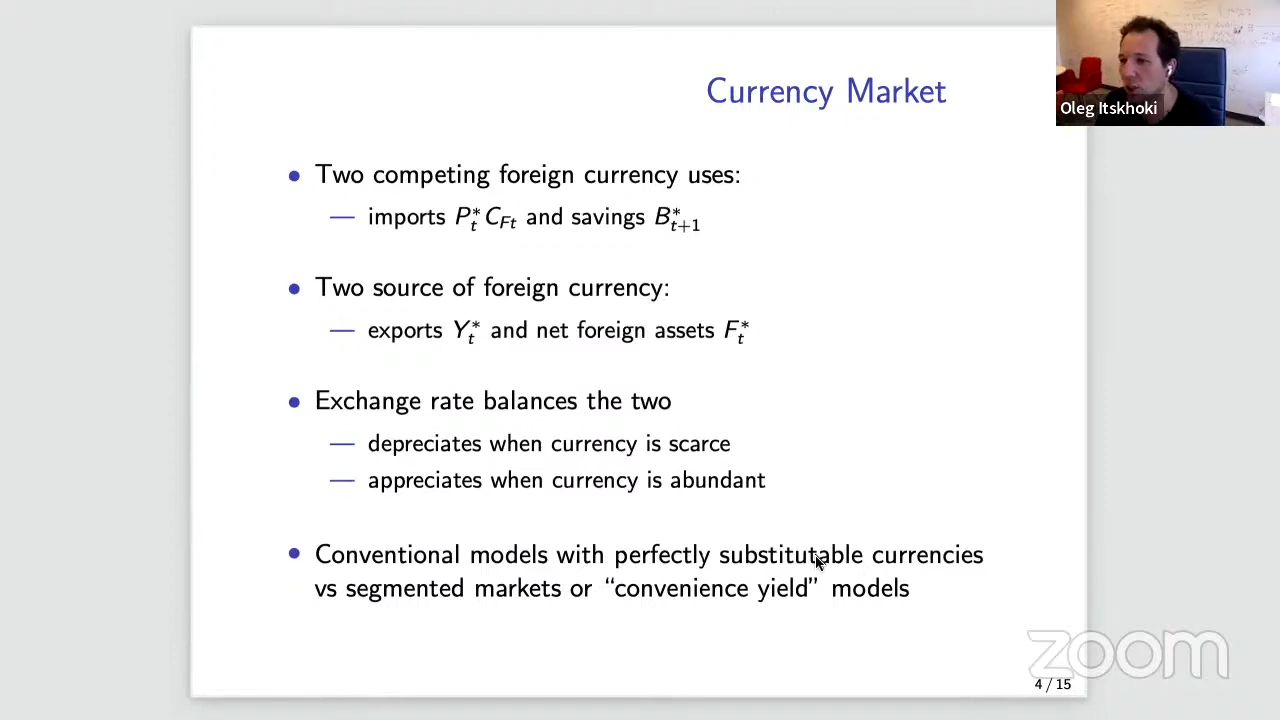 Currency Market
Oleg Itskhoki
• Two competing foreign currency uses:
— imports P*_t C_{Ft} and savings B*_{t+1}
• Two source of foreign currency:
— exports Y*_t and net foreign assets F*_t
• Exchange rate balances the two
— depreciates when currency is scarce
— appreciates when currency is abundant
• Conventional models with perfectly substitutable currencies
vs segmented markets or “convenience yield” models
zoom
4 / 15